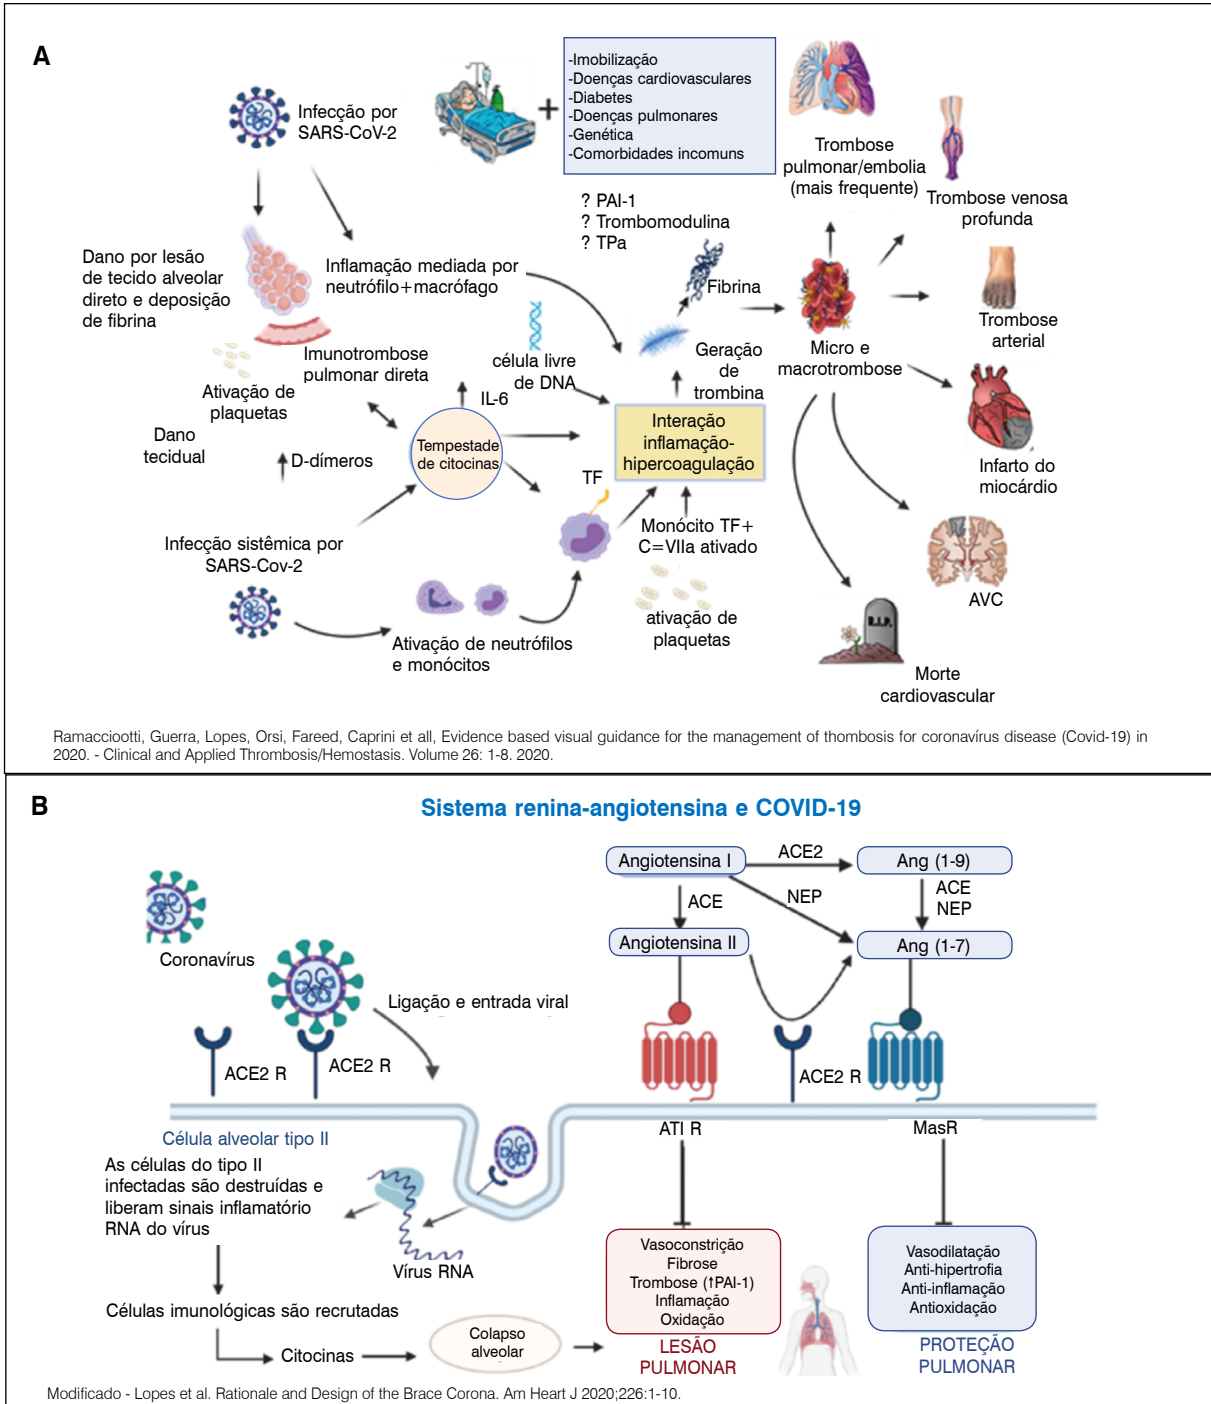 A
Infecção por
SARS-CoV-2
-Imobilização
-Doenças cardiovasculares
-Diabetes
-Doenças pulmonares
-Genética
-Comorbidades incomuns
+
Trombose
pulmonar/embolia
(mais frequente)
Trombose venosa
profunda
? PAI-1
? Trombomodulina
? TPa
Dano por lesão
de tecido alveolar
direto e deposição
de fibrina
Inflamação mediada por
neutrófilo+macrófago
Fibrina
Trombose
arterial
Imunotrombose
pulmonar direta
célula livre
de DNA
Geração
de
trombina
Micro e
macrotrombose
Ativação de
plaquetas
IL-6
Dano
tecidual
D-dímeros
Tempestade
de citocinas
Interação
inflamação-
hipercoagulação
Infarto do
miocárdio
TF
Monócito TF+
C=VIIa ativado
Infecção sistêmica por
SARS-Cov-2
AVC
ativação de
plaquetas
Ativação de neutrófilos
e monócitos
R.I.P.
Morte
cardiovascular
Ramacciootti, Guerra, Lopes, Orsi, Fareed, Caprini et all, Evidence based visual guidance for the management of thombosis for coronavírus disease (Covid-19) in
2020. - Clinical and Applied Thrombosis/Hemostasis. Volume 26: 1-8. 2020.
B
Sistema renina-angiotensina e COVID-19
Angiotensina I
ACE2
Ang (1-9)
ACE
NEP
ACE
NEP
Angiotensina II
Ang (1-7)
Coronavírus
Ligação e entrada viral
ACE2 R
ACE2 R
ACE2 R
Célula alveolar tipo II
ATI R
MasR
As células do tipo II
infectadas são destruídas e
liberam sinais inflamatório
RNA do vírus
Vírus RNA
Vasoconstrição
Fibrose
Trombose (↑PAI-1)
Inflamação
Oxidação
Vasodilatação
Anti-hipertrofia
Anti-inflamação
Antioxidação
Células imunológicas são recrutadas
Citocinas
Colapso
alveolar
LESÃO
PULMONAR
PROTEÇÃO
PULMONAR
Modificado - Lopes et al. Rationale and Design of the Brace Corona. Am Heart J 2020;226:1-10.